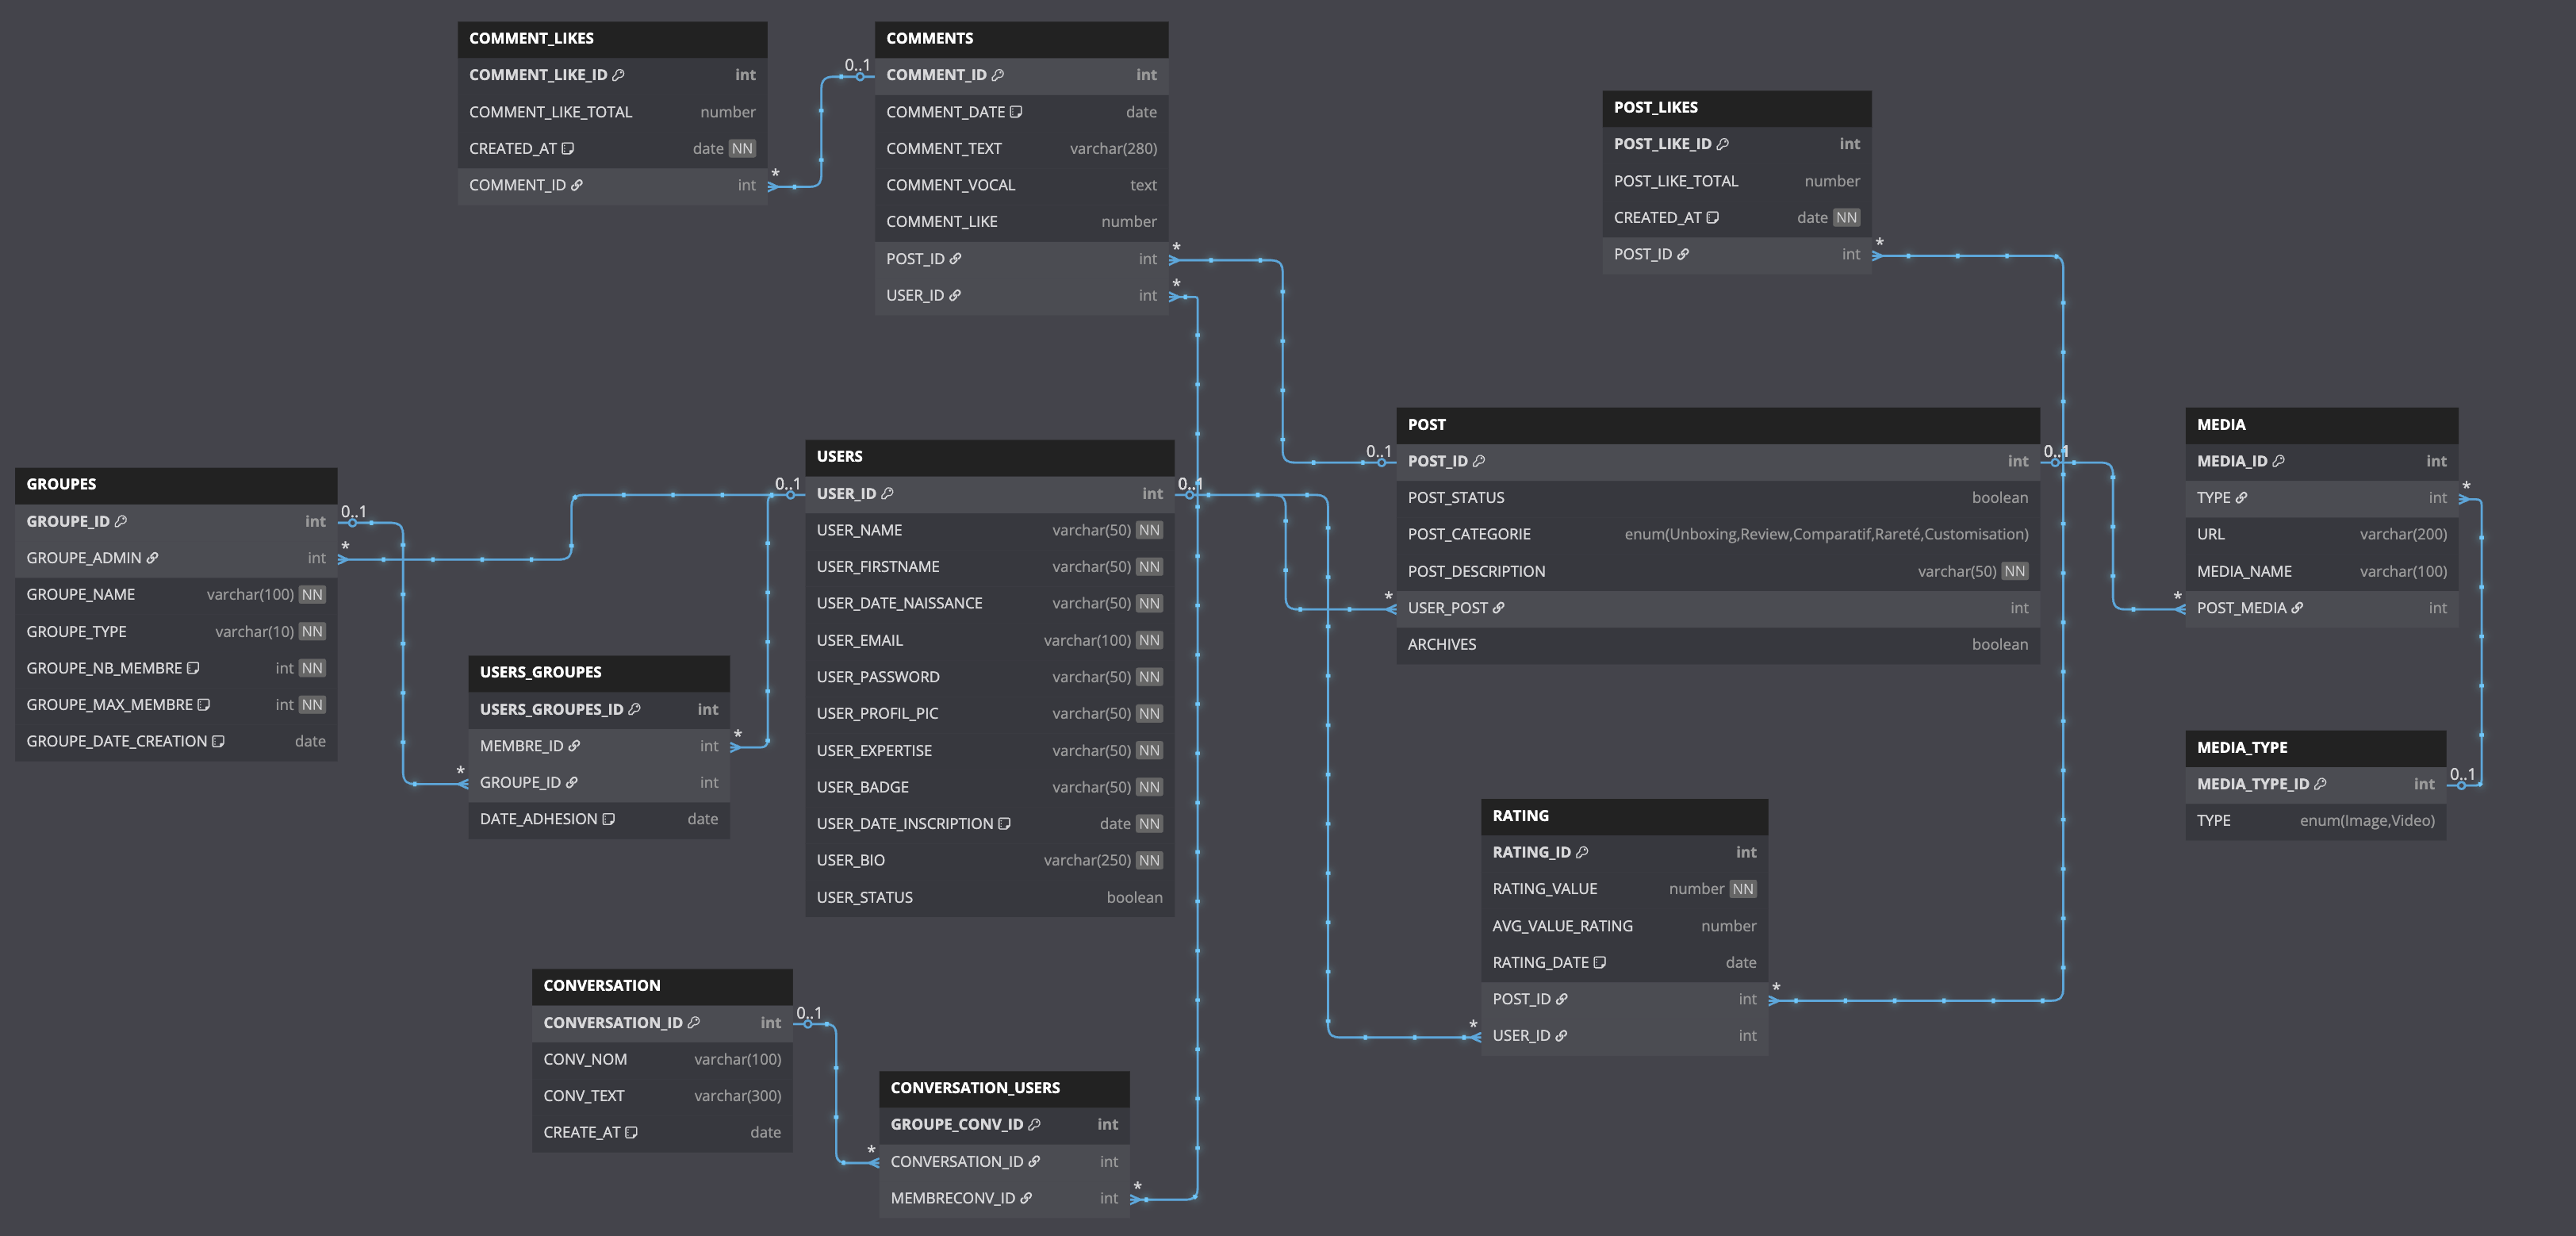 COMMENT_LIKES
COMMENT_LIKE_ID int
COMMENT_LIKE_TOTAL number
CREATED_AT date NN
COMMENT_ID int
*
0..1
COMMENTS
COMMENT_ID int
COMMENT_DATE date
COMMENT_TEXT varchar(280)
COMMENT_VOCAL text
COMMENT_LIKE number
POST_ID int
*
USER_ID int
*
POST_LIKES
POST_LIKE_ID int
POST_LIKE_TOTAL number
CREATED_AT date NN
POST_ID int
*
GROUPES
GROUPE_ID int
0..1
GROUPE_ADMIN int
*
GROUPE_NAME varchar(100) NN
GROUPE_TYPE varchar(10) NN
GROUPE_NB_MEMBRE int NN
GROUPE_MAX_MEMBRE int NN
GROUPE_DATE_CREATION date
USERS_GROUPES
USERS_GROUPES_ID int
MEMBRE_ID int
*
*
GROUPE_ID int
DATE_ADHESION date
0..1
USERS
USER_ID int
0..1
USER_NAME varchar(50) NN
USER_FIRSTNAME varchar(50) NN
USER_DATE_NAISSANCE varchar(50) NN
USER_EMAIL varchar(100) NN
USER_PASSWORD varchar(50) NN
USER_PROFIL_PIC varchar(50) NN
USER_EXPERTISE varchar(50) NN
USER_BADGE varchar(50) NN
USER_DATE_INSCRIPTION date NN
USER_BIO varchar(250) NN
USER_STATUS boolean
0..1
POST
POST_ID int
0..1
POST_STATUS boolean
POST_CATEGORIE enum(Unboxing,Review,Comparatif,Rareté,Customisation)
POST_DESCRIPTION varchar(50) NN
*
USER_POST int
ARCHIVES boolean
MEDIA
MEDIA_ID int
TYPE int
*
URL varchar(200)
MEDIA_NAME varchar(100)
*
POST_MEDIA int
MEDIA_TYPE
MEDIA_TYPE_ID int
0..1
TYPE enum(Image,Video)
RATING
RATING_ID int
RATING_VALUE number NN
AVG_VALUE_RATING number
RATING_DATE date
POST_ID int
*
*
USER_ID int
CONVERSATION
CONVERSATION_ID int
0..1
CONV_NOM varchar(100)
CONV_TEXT varchar(300)
CREATE_AT date
CONVERSATION_USERS
GROUPE_CONV_ID int
*
CONVERSATION_ID int
MEMBRECONV_ID int
*